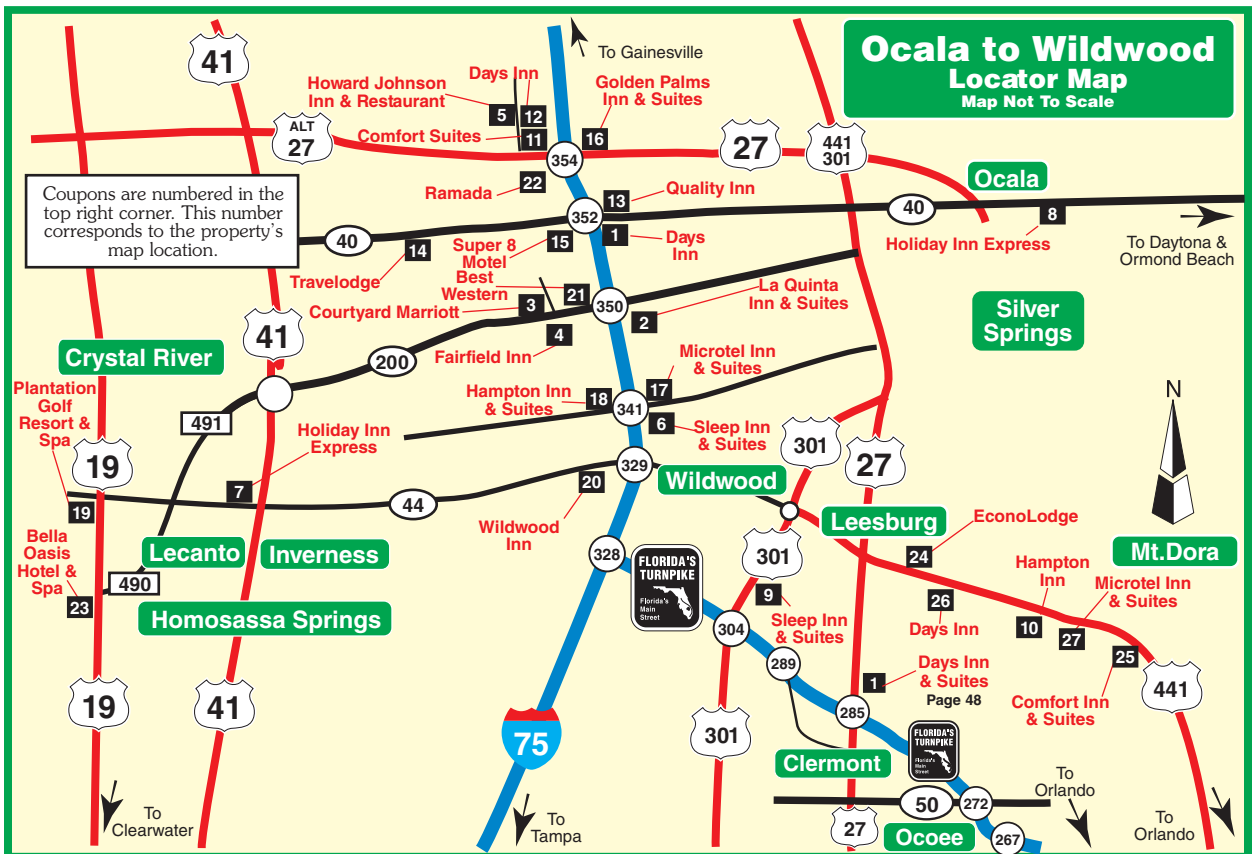 Ocala to Wildwood
Locator Map
Map Not To Scale
41
To Gainesville
Days Inn
Howard Johnson
Inn & Restaurant
5
12
Golden Palms
Inn & Suites
ALT
27
Comfort Suites
11
16
354
27
441
301
Ocala
Coupons are numbered in the
top right corner. This number
corresponds to the property's
map location.
Ramada
22
13
Quality Inn
352
40
8
40
14
Travelodge
Super 8
Motel
15
1
Days
Inn
Holiday Inn Express
To Daytona &
Ormond Beach
Best
Western
21
Courtyard Marriott
3
350
2
La Quinta
Inn & Suites
4
Fairfield Inn
Silver
Springs
41
Crystal River
200
Microtel Inn
& Suites
17
Hampton Inn
& Suites
18
341
6
Sleep Inn
& Suites
N
Plantation
Golf
Resort &
Spa
491
Holiday Inn
Express
19
301
27
329
Wildwood
7
44
20
19
Wildwood
Inn
Leesburg
EconoLodge
Bella
Oasis
Hotel &
Spa
Lecanto
Inverness
490
23
328
FLORIDA'S
TURNPIKE
Florida's
Main
Street
301
24
Mt.Dora
Hampton
Inn
Microtel Inn
& Suites
Homosassa Springs
9
Sleep Inn
& Suites
26
Days Inn
10
27
304
289
25
1
Days Inn
& Suites
Page 48
Comfort Inn
& Suites
441
19
41
285
75
301
FLORIDA'S
TURNPIKE
Florida's
Main
Street
Clermont
To
Clearwater
To
Tampa
50
272
To
Orlando
To
Orlando
27
Ocoee
267